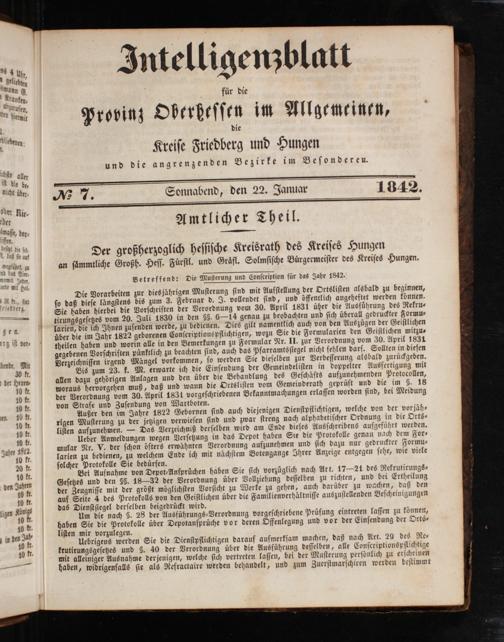 Intelligenzblatt
für die
Provinz Oberhessen im Allgemeinen,
die
Kreise Friedberg und Hungen
und die angrenzenden Bezirke im Besonderen.
№ 7. Sonnabend, den 22. Januar 1842.
Amtlicher Theil.
Der großherzoglich hessische Kreisrath des Kreises Hungen
an sämmtliche Großh. Hess. Fürstl. und Gräfl. Solmsische Bürgermeister des Kreises Hungen.
Betreffend: Die Musterung und Conscription für das Jahr 1842.
Die Vorarbeiten zur diesjährigen Musterung sind mit Aufstellung der Ortslisten alsbald zu beginnen,
so daß diese längstens bis zum 3. Februar d. J. vollendet sind, und öffentlich angeheftet werden können.
Sie haben hierbei die Vorschriften der Verordnung vom 30. April 1831 über die Ausführung des Rekru-
tirungsgesetzes vom 20. Juli 1830 in den §§. 6—14 genau zu beobachten und sich überall gedruckter Formu-
larien, die ich Ihnen zusenden werde, zu bedienen. Dies gilt namentlich auch von den Auszügen der Geistlichen
über die im Jahr 1822 geborenen Conscriptionspflichtigen, wozu Sie die Formularien den Geistlichen mitzu-
theilen haben und worin alle in den Bemerkungen zu Formular Nr. II. zur Verordnung vom 30. April 1831
gegebenen Vorschriften pünktlich zu beachten sind, auch das Pfarramtssiegel nicht fehlen darf. Sollten in diesen
Verzeichnissen irgend Mängel vorkommen, so werden Sie dieselben zur Verbesserung alsbald zurückgeben.
Bis zum 23. k. M. erwarte ich die Einsendung der Gemeindelisten in doppelter Ausfertigung mit
allen dazu gehörigen Anlagen und den über die Behandlung des Geschäfts aufzunehmenden Protocollen,
woraus hervorgehen muß, daß und wann die Ortslisten vom Gemeinderath geprüft und die im §. 18
der Verordnung vom 30. April 1831 vorgeschriebenen Bekanntmachungen erlassen worden sind, bei Meidung
von Strafe und Zusendung von Wartboten.
Außer den im Jahre 1822 Gebornen sind auch diejenigen Dienstpflichtigen, welche von der vorjäh-
rigen Musterung zu der jetzigen verwiesen sind und zwar streng nach alphabetischer Ordnung in die Orts-
listen aufzunehmen. — Das Verzeichniß derselben wird am Ende dieses Ausschreibens aufgeführt werden.
Ueber Anmeldungen wegen Versetzung in das Depot haben Sie die Protokolle genau nach dem For-
mular Nr. V. der schon öfters erwähnten Verordnung aufzunehmen und sich dazu nur gedruckter Formu-
larien zu bedienen, zu welchem Ende ich mit nächstem Botengange Ihrer Anzeige entgegen sehe, wie viele
solcher Protokolle Sie bedürfen.
Bei Aufnahme von Depot-Ansprüchen haben Sie sich vorzüglich nach Art. 17—21 des Rekrutirungs-
Gesetzes und den §§. 18—32 der Verordnung über Vollziehung desselben zu richten, und bei Ertheilung
der Zeugnisse mit der größt möglichsten Vorsicht zu Werke zu gehen, auch darüber zu wachen, daß den
auf Seite 4 des Protokolls von den Geistlichen über die Familienverhältnisse auszustellenden Bescheinigungen
das Dienstsiegel derselben beigedrückt wird.
Um die nach §. 28 der Ausführungs-Verordnung vorgeschriebene Prüfung eintreten lassen zu können,
haben Sie die Protokolle über Depotansprüche vor deren Offenlegung und vor der Einsendung der Orts-
listen mir vorzulegen.
Uebrigens werden Sie die Dienstpflichtigen darauf aufmerksam machen, daß nach Art. 29 des Re-
krutirungsgesetzes und §. 40 der Verordnung über die Ausführung desselben, alle Conscriptionspflichtige
mit alleiniger Ausnahme derjenigen, welche sich vertreten lassen, bei der Musterung persönlich zu erscheinen
haben, widrigenfalls sie als Refractaire werden behandelt, und zum Zuerstmarschiren werden bestimmt